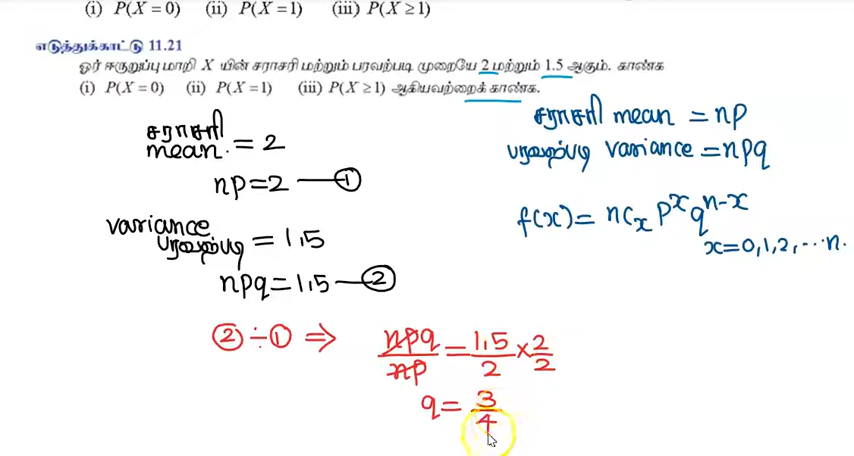 (i) P(X = 0) (ii) P(X = 1) (iii) P(X ≥ 1)
எடுத்துக்காட்டு 11.21
ஓர் ஈருறுப்பு மாறி X யின் சராசரி மற்றும் பரவற்படி முறையே 2 மற்றும் 1.5 ஆகும். காண்க
(i) P(X = 0) (ii) P(X = 1) (iii) P(X ≥ 1) ஆகியவற்றைக் காண்க.
சராசரி
mean. = 2
np = 2 —— ①
variance
பரவற்படி = 1.5
npq = 1.5 —— ②
சராசரி mean = np
பரவற்படி variance = npq
f(x) = nCₓ pˣ qⁿ⁻ˣ
x = 0, 1, 2, ... n.
② ÷ ① ⇒ npq/np = 1.5/2 × 2/2
q = 3/4